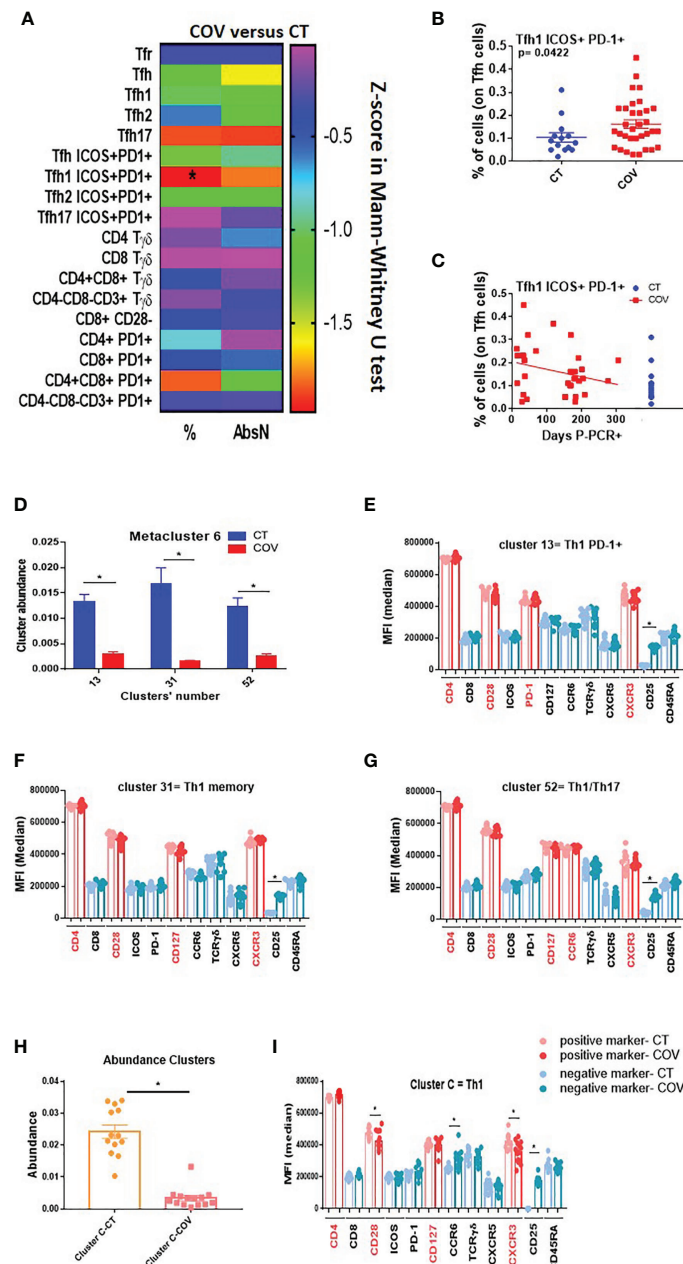 A
COV versus CT
Tfr
Tfh
Tfh1
Tfh2
Tfh17
Tfh ICOS+PD1+
Tfh1 ICOS+PD1+
*
Tfh2 ICOS+PD1+
Tfh17 ICOS+PD1+
CD4 Tγδ
CD8 Tγδ
CD4+CD8+ Tγδ
CD4-CD8-CD3+ Tγδ
CD8+ CD28-
CD4+ PD1+
CD8+ PD1+
CD4+CD8+ PD1+
CD4-CD8-CD3+ PD1+
% AbsN
-0.5
-1.0
-1.5
Z-score in Mann-Whitney U test
B
Tfh1 ICOS+ PD-1+
p= 0.0422
% of cells (on Tfh cells)
0.5
0.4
0.3
0.2
0.1
0.0
CT COV
C
Tfh1 ICOS+ PD-1+
CT
COV
% of cells (on Tfh cells)
0.5
0.4
0.3
0.2
0.1
0.0
0 100 200 300
Days P-PCR+
D
Metacluster 6
CT
COV
Cluster abundance
0.025
0.020
0.015
0.010
0.005
0.000
* * *
13 31 52
Clusters' number
E
cluster 13= Th1 PD-1+
MFI (median)
800000
600000
400000
200000
0
*
CD4 CD8 CD28 ICOS PD-1 CD127 CCR6 TCRγδ CXCR5 CXCR3 CD25 CD45RA
F
cluster 31= Th1 memory
MFI (Median)
800000
600000
400000
200000
0
*
CD4 CD8 CD28 ICOS PD-1 CD127 CCR6 TCRγδ CXCR5 CXCR3 CD25 CD45RA
G
cluster 52= Th1/Th17
MFI (Median)
800000
600000
400000
200000
0
*
CD4 CD8 CD28 ICOS PD-1 CD127 CCR6 TCRγδ CXCR5 CXCR3 CD25 CD45RA
H
Abundance Clusters
Abundance
0.04
0.03
0.02
0.01
0.00
*
Cluster C-CT Cluster C-COV
I
positive marker- CT
positive marker- COV
negative marker- CT
negative marker- COV
Cluster C = Th1
MFI (median)
800000
600000
400000
200000
0
* * * *
CD4 CD8 CD28 ICOS PD-1 CD127 CCR6 TCRγδ CXCR5 CXCR3 CD25 D45RA